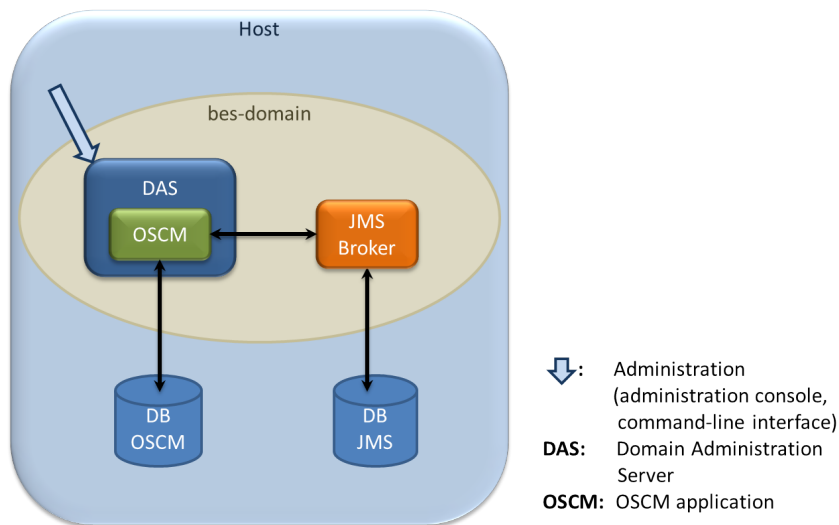 Host
bes-domain
DAS
OSCM
JMS
Broker
DB
OSCM
DB
JMS
: Administration
(administration console,
command-line interface)
DAS: Domain Administration
Server
OSCM: OSCM application